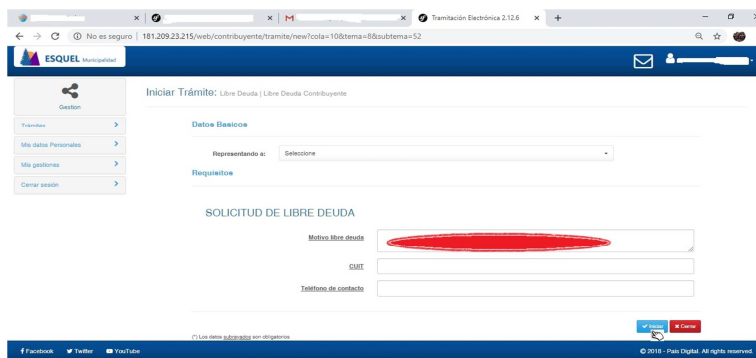 Tramitación Electrónica 2.12.6
No es seguro | 181.209.23.215/web/contribuyente/tramite/new?cola=10&tema=8&subtema=52
ESQUEL Municipalidad
Gestion
Trámites
Mis datos Personales
Mis gestiones
Cerrar sesión
Iniciar Trámite: Libre Deuda | Libre Deuda Contribuyente
Datos Basicos
Representando a: Seleccione
Requisitos
SOLICITUD DE LIBRE DEUDA
Motivo libre deuda
CUIT
Teléfono de contacto
(*) Los datos subrayados son obligatorios
Iniciar Cerrar
Facebook Twitter YouTube
© 2018 - País Digital. All rights reserved